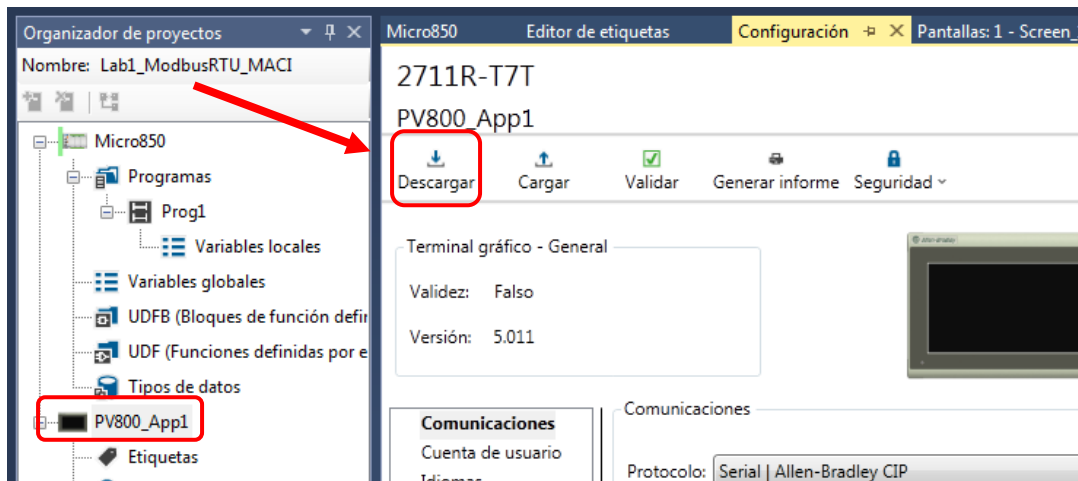 Organizador de proyectos
Nombre: Lab1_ModbusRTU_MACI
Micro850
Programas
Prog1
Variables locales
Variables globales
UDFB (Bloques de función defir
UDF (Funciones definidas por e
Tipos de datos
PV800_App1
Etiquetas
Micro850 Editor de etiquetas Configuración Pantallas: 1 - Screen_
2711R-T7T
PV800_App1
Descargar Cargar Validar Generar informe Seguridad
Terminal gráfico - General
Validez: Falso
Versión: 5.011
Allen-Bradley
Comunicaciones
Cuenta de usuario
Idiomas
Comunicaciones
Protocolo: Serial | Allen-Bradley CIP